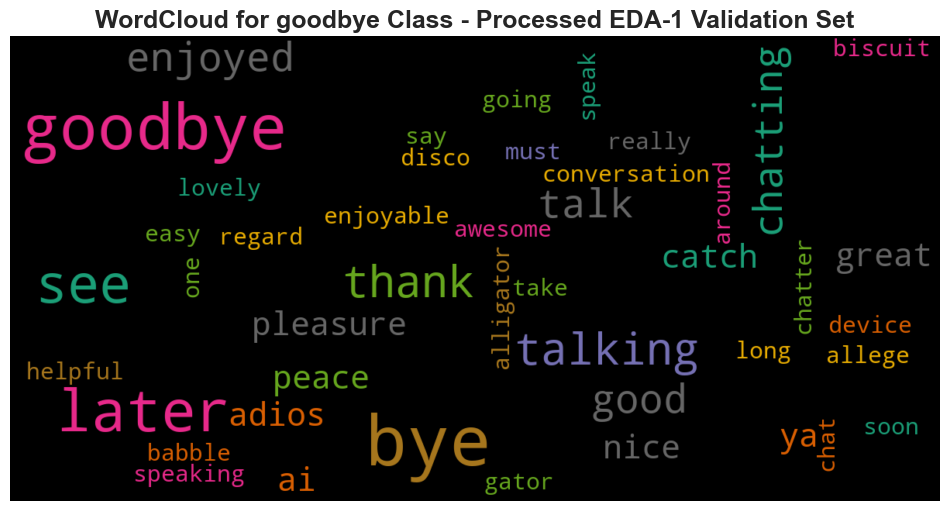 WordCloud for goodbye Class - Processed EDA-1 Validation Set
enjoyed
biscuit
speak
chatting
going
goodbye
say
really
must
disco
conversation
around
lovely
talk
enjoyable
awesome
easy
regard
catch
great
one
see
thank
alligator
take
chatter
pleasure
device
talking
long
allege
helpful
peace
later
adios
good
bye
nice
ya
chat
soon
babble
speaking
ai
gator